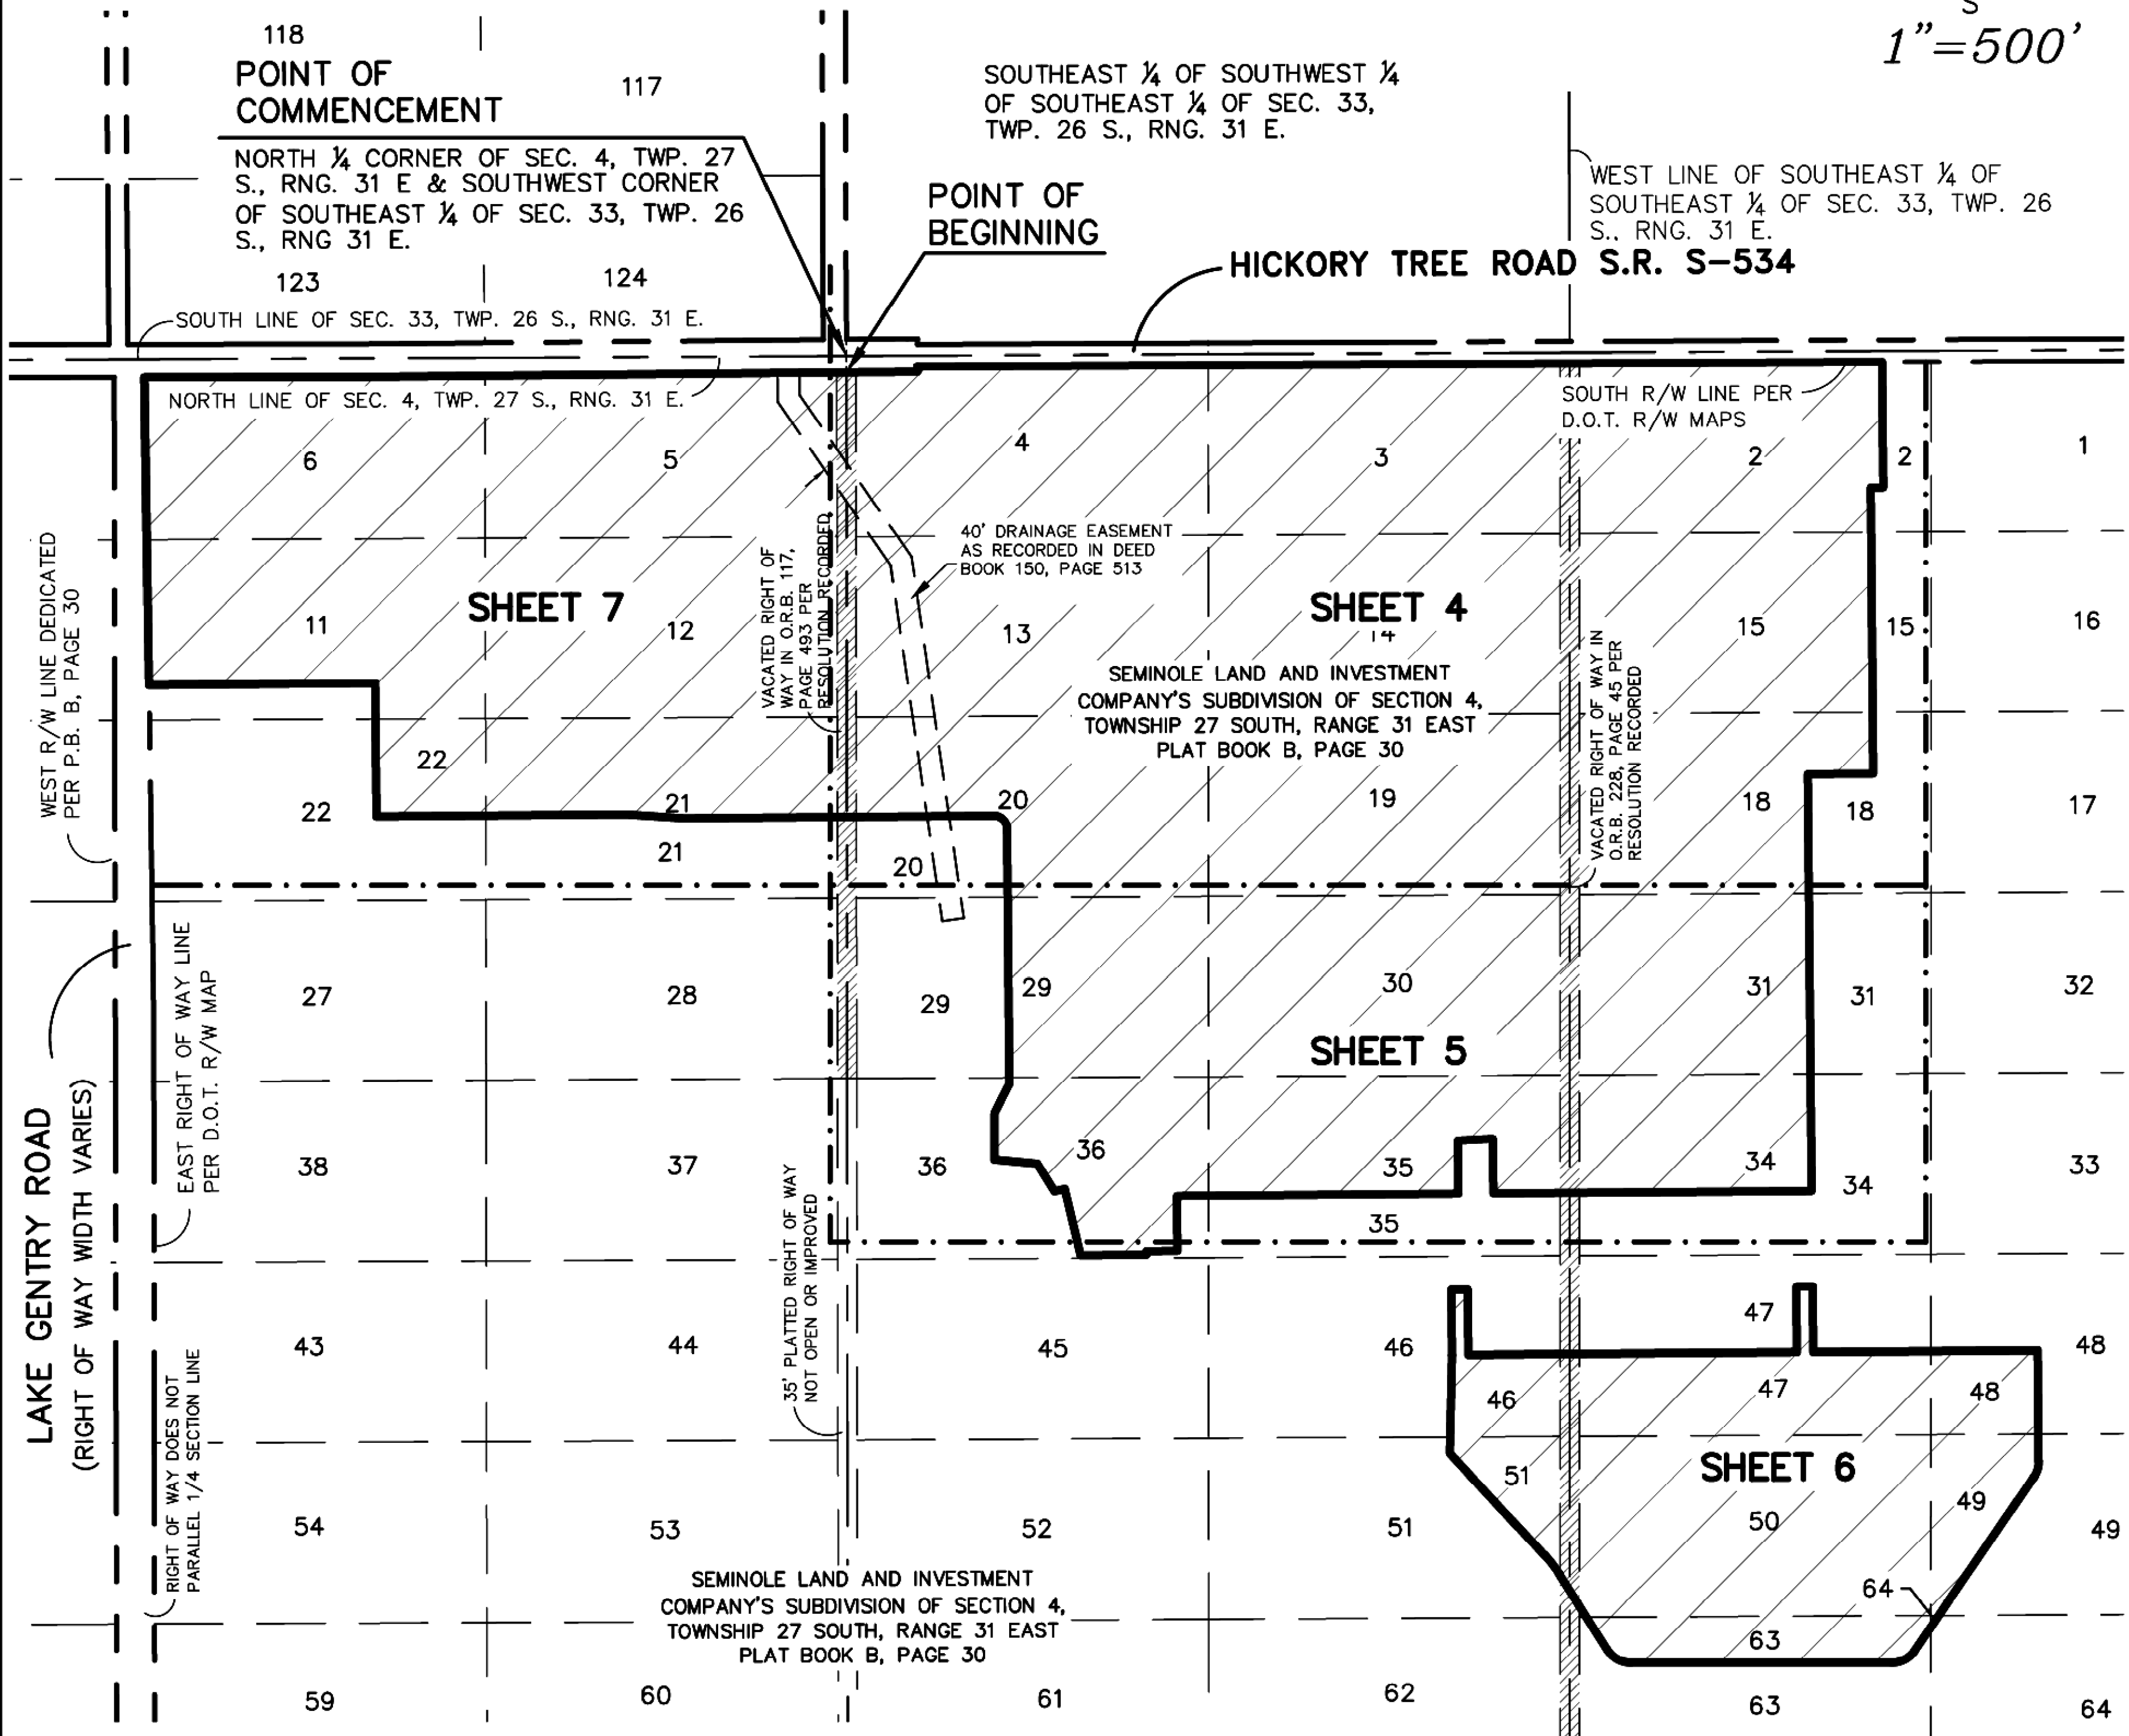 S
1"=500'
118
POINT OF
COMMENCEMENT
117
NORTH ¼ CORNER OF SEC. 4, TWP. 27
S., RNG. 31 E & SOUTHWEST CORNER
OF SOUTHEAST ¼ OF SEC. 33, TWP. 26
S., RNG 31 E.
SOUTHEAST ¼ OF SOUTHWEST ¼
OF SOUTHEAST ¼ OF SEC. 33,
TWP. 26 S., RNG. 31 E.
POINT OF
BEGINNING
WEST LINE OF SOUTHEAST ¼ OF
SOUTHEAST ¼ OF SEC. 33, TWP. 26
S., RNG. 31 E.
HICKORY TREE ROAD S.R. S-534
123
124
SOUTH LINE OF SEC. 33, TWP. 26 S., RNG. 31 E.
NORTH LINE OF SEC. 4, TWP. 27 S., RNG. 31 E.
SOUTH R/W LINE PER
D.O.T. R/W MAPS
6
5
4
3
2
2
1
WEST R/W LINE DEDICATED
PER P.B. B, PAGE 30
VACATED RIGHT OF
WAY IN O.R.B. 117,
PAGE 493 PER
RESOLUTION RECORDED
40' DRAINAGE EASEMENT
AS RECORDED IN DEED
BOOK 150, PAGE 513
SHEET 7
SHEET 4
11
12
13
14
15
15
16
SEMINOLE LAND AND INVESTMENT
COMPANY'S SUBDIVISION OF SECTION 4,
TOWNSHIP 27 SOUTH, RANGE 31 EAST
PLAT BOOK B, PAGE 30
VACATED RIGHT OF WAY IN
O.R.B. 228, PAGE 45 PER
RESOLUTION RECORDED
22
22
21
21
20
20
19
18
18
17
EAST RIGHT OF WAY LINE
PER D.O.T. R/W MAP
27
28
29
29
30
31
31
32
SHEET 5
LAKE GENTRY ROAD
(RIGHT OF WAY WIDTH VARIES)
38
37
36
36
35
35
34
34
33
35' PLATTED RIGHT OF WAY
NOT OPEN OR IMPROVED
43
44
45
46
46
47
47
48
48
RIGHT OF WAY DOES NOT
PARALLEL 1/4 SECTION LINE
SHEET 6
54
53
52
51
51
50
49
49
64
SEMINOLE LAND AND INVESTMENT
COMPANY'S SUBDIVISION OF SECTION 4,
TOWNSHIP 27 SOUTH, RANGE 31 EAST
PLAT BOOK B, PAGE 30
63
59
60
61
62
63
64